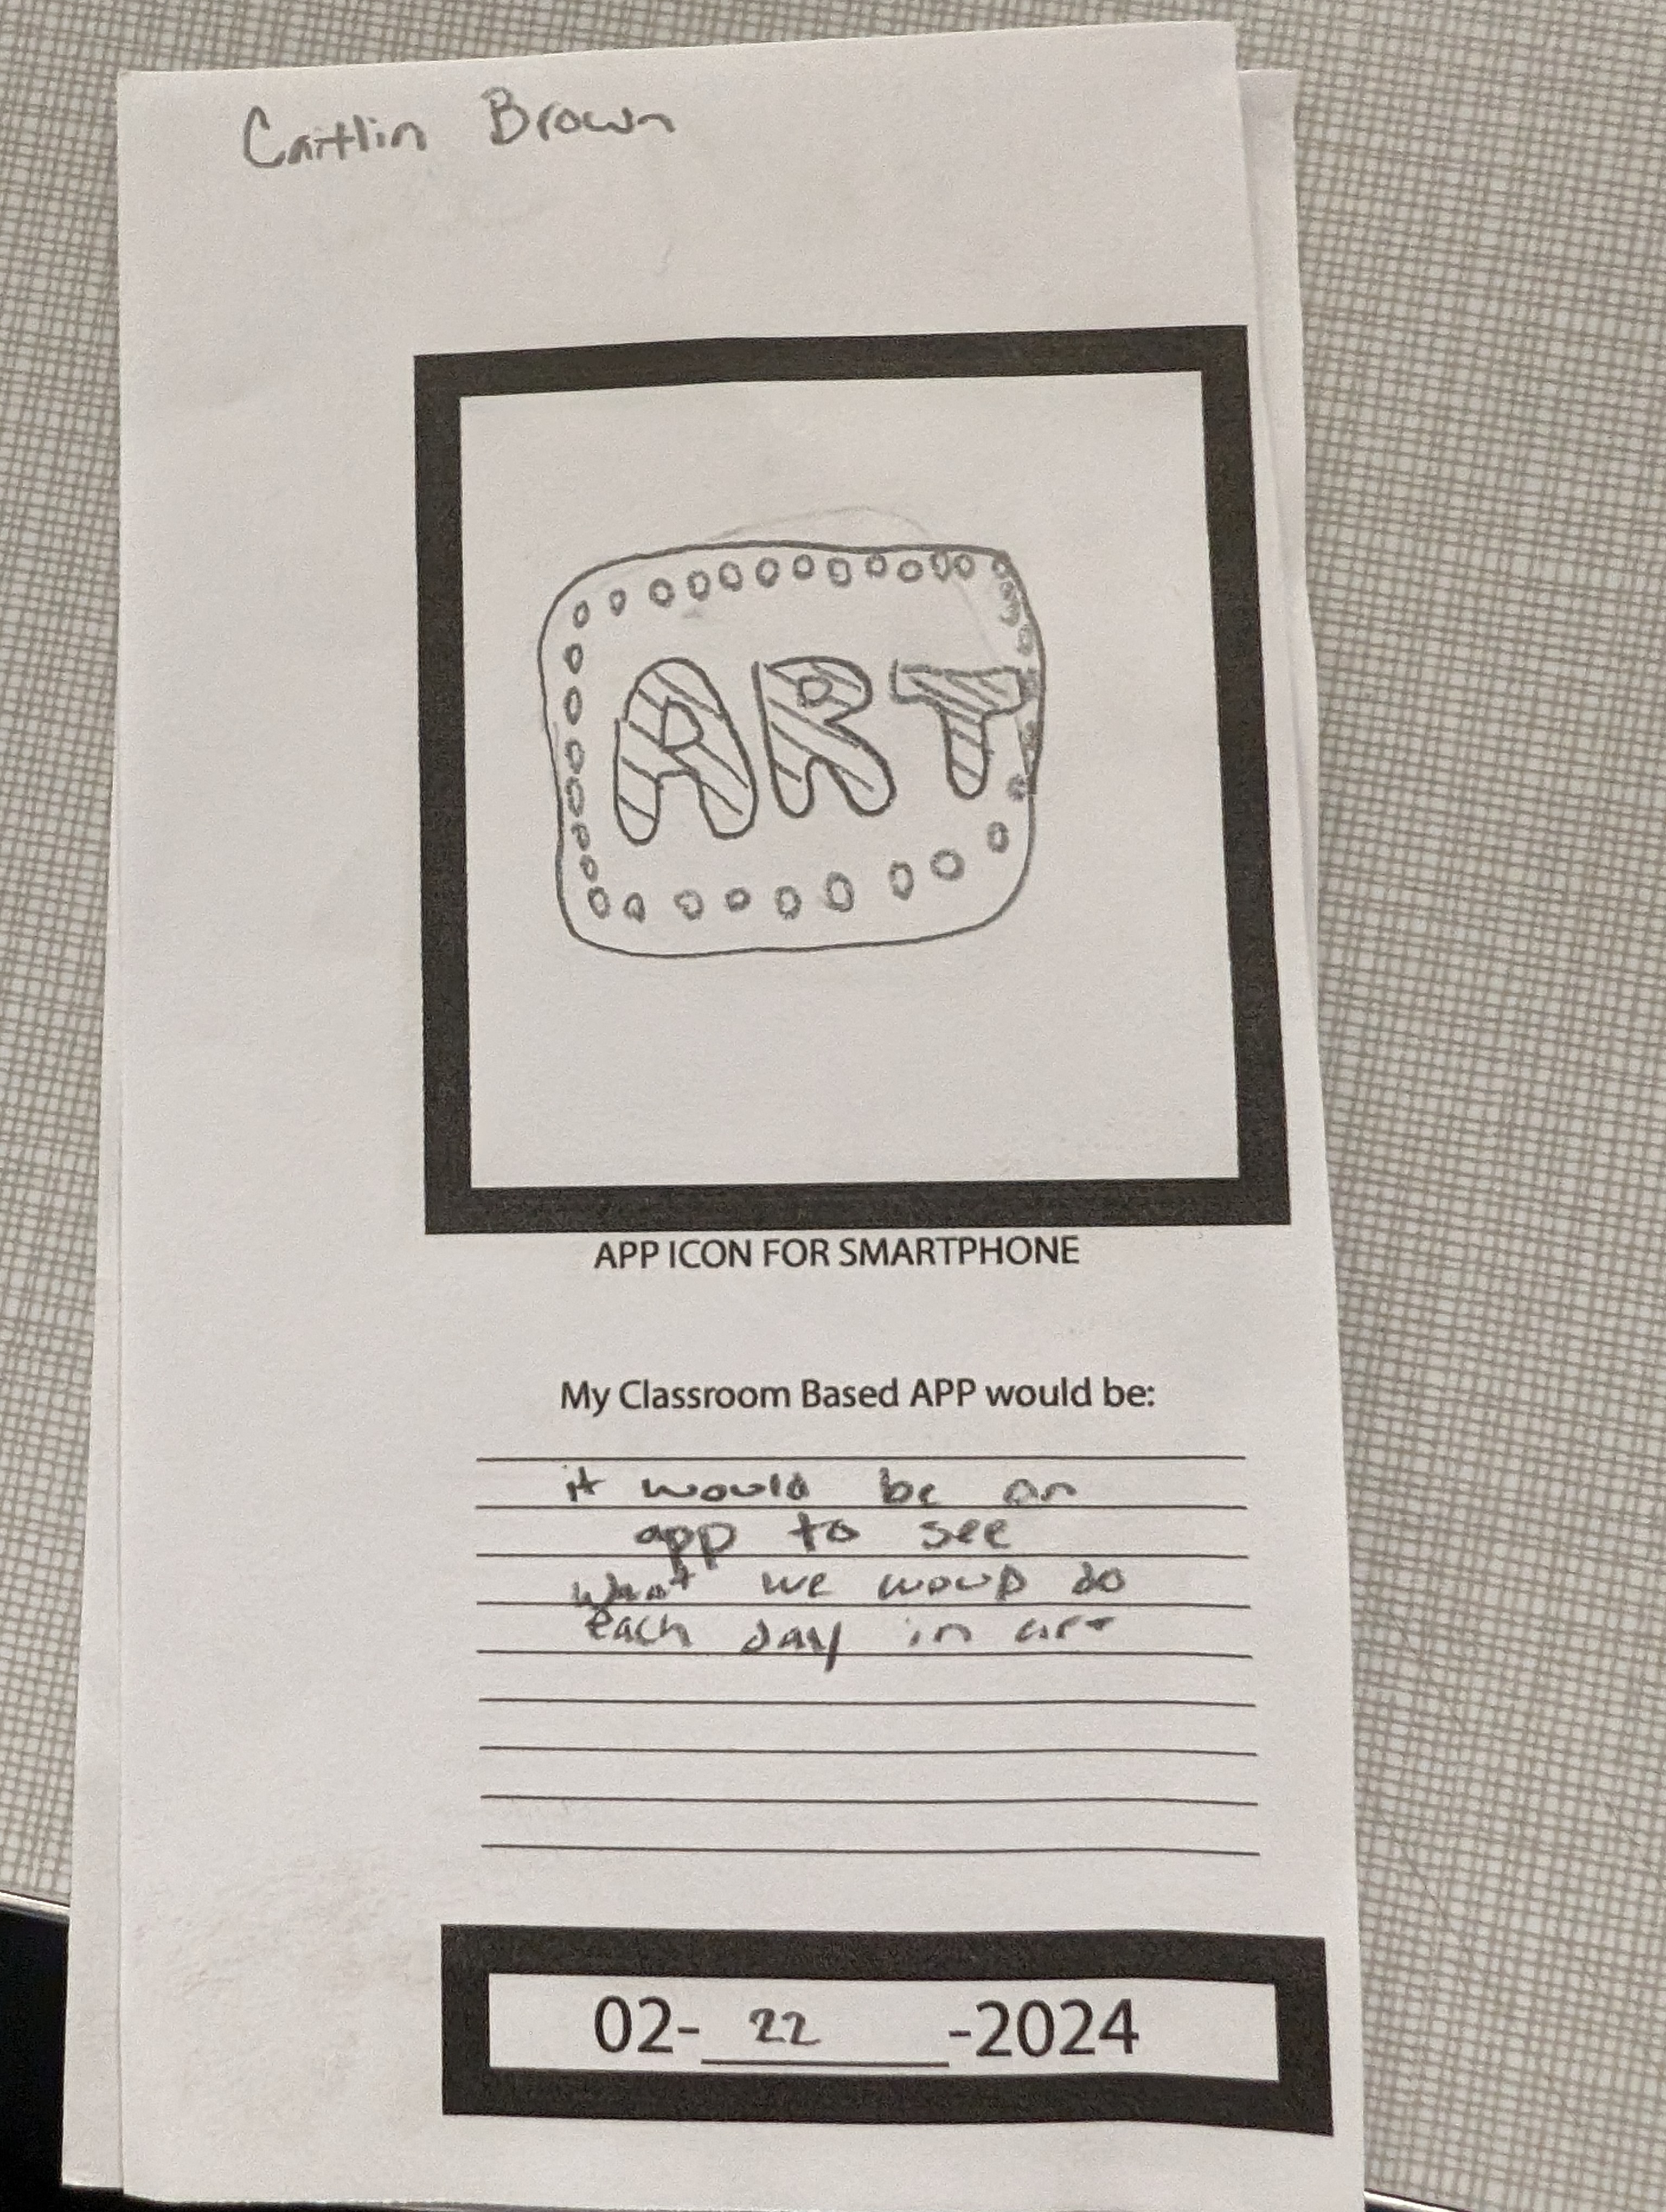 Caitlin Brown
ART
APP ICON FOR SMARTPHONE
My Classroom Based APP would be:
it would be an
app to see
what we would do
each day in art
02- 22 -2024